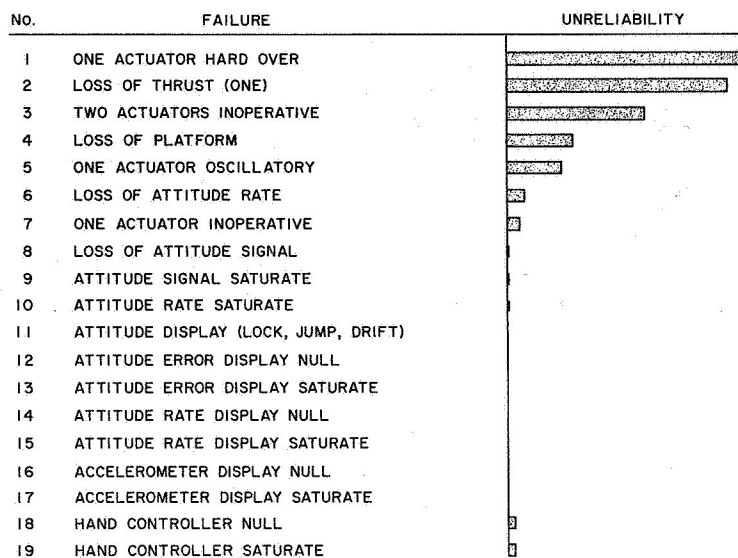 No. FAILURE UNRELIABILITY
1 ONE ACTUATOR HARD OVER
2 LOSS OF THRUST (ONE)
3 TWO ACTUATORS INOPERATIVE
4 LOSS OF PLATFORM
5 ONE ACTUATOR OSCILLATORY
6 LOSS OF ATTITUDE RATE
7 ONE ACTUATOR INOPERATIVE
8 LOSS OF ATTITUDE SIGNAL
9 ATTITUDE SIGNAL SATURATE
10 ATTITUDE RATE SATURATE
11 ATTITUDE DISPLAY (LOCK, JUMP, DRIFT)
12 ATTITUDE ERROR DISPLAY NULL
13 ATTITUDE ERROR DISPLAY SATURATE
14 ATTITUDE RATE DISPLAY NULL
15 ATTITUDE RATE DISPLAY SATURATE
16 ACCELEROMETER DISPLAY NULL
17 ACCELEROMETER DISPLAY SATURATE
18 HAND CONTROLLER NULL
19 HAND CONTROLLER SATURATE